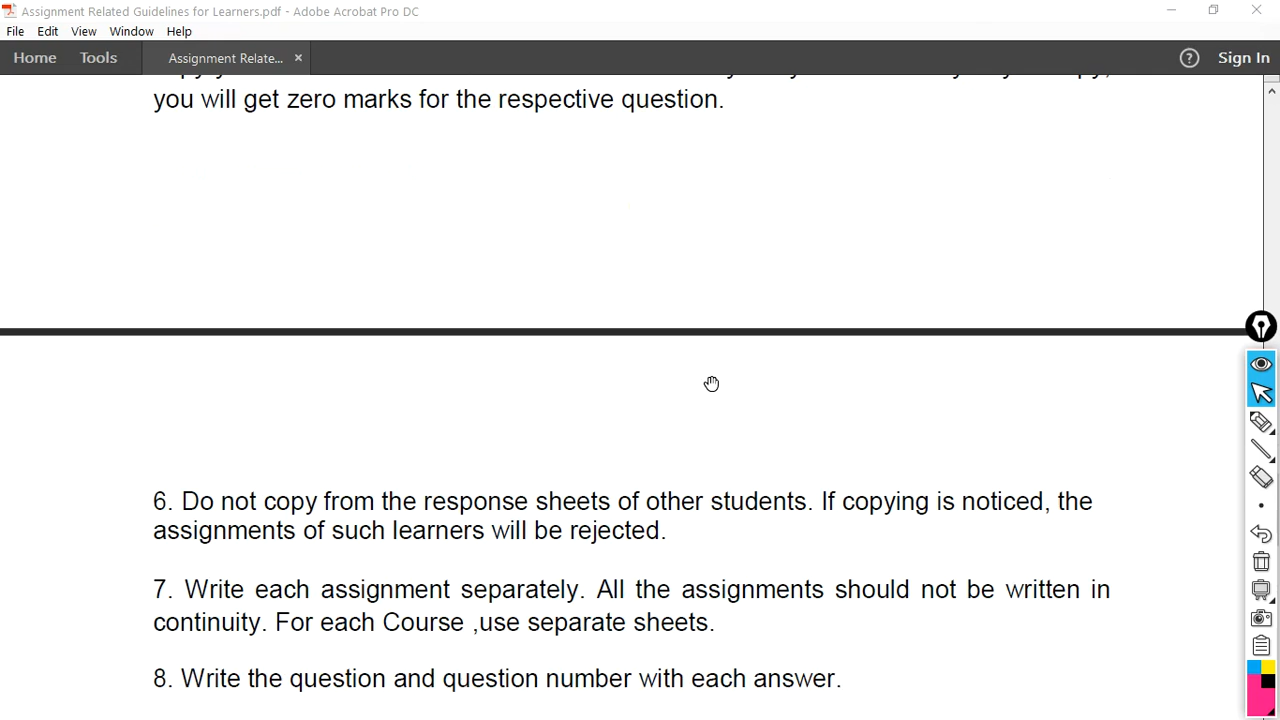 Assignment Related Guidelines for Learners.pdf - Adobe Acrobat Pro DC
File Edit View Window Help
Home Tools Assignment Relate... × ? Sign In
you will get zero marks for the respective question.
6. Do not copy from the response sheets of other students. If copying is noticed, the
assignments of such learners will be rejected.
7. Write each assignment separately. All the assignments should not be written in
continuity. For each Course ,use separate sheets.
8. Write the question and question number with each answer.